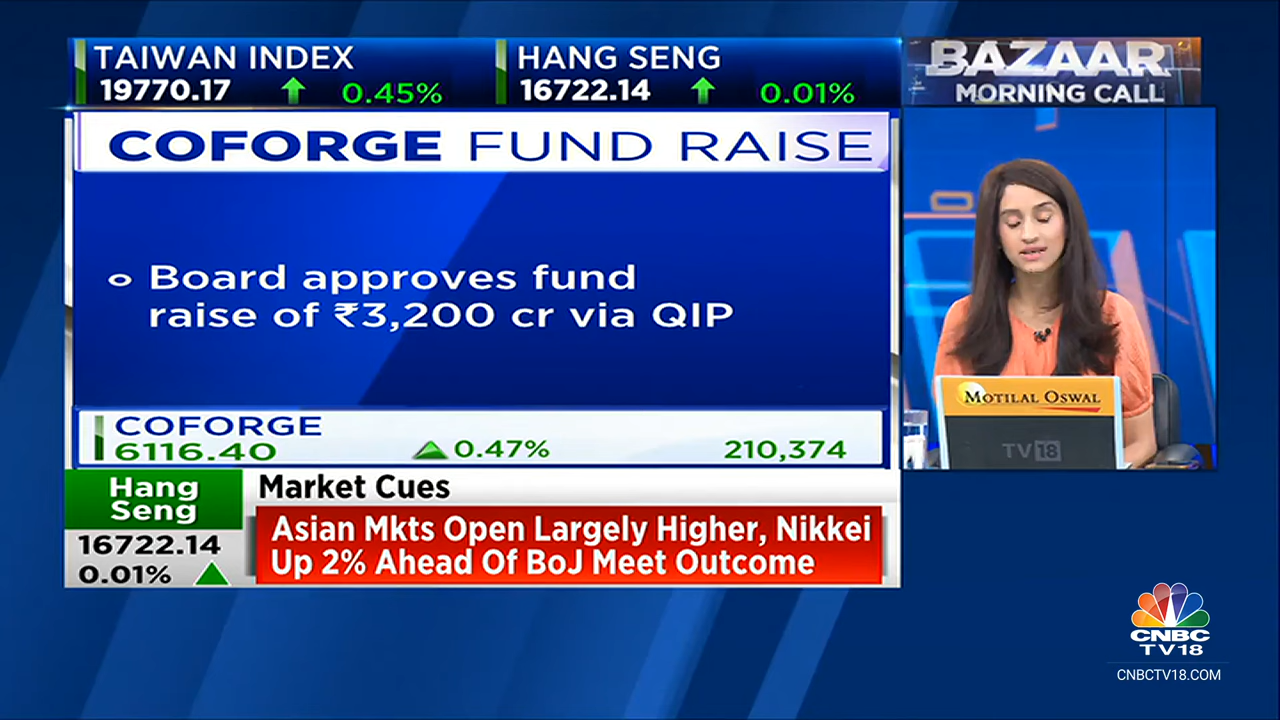 TAIWAN INDEX
19770.17 0.45%
HANG SENG
16722.14 0.01%
BAZAAR
MORNING CALL
COFORGE FUND RAISE
Board approves fund
raise of ₹3,200 cr via QIP
COFORGE
6116.40 0.47% 210,374
MOTILAL OSWAL
TV18
Hang
Seng
16722.14
0.01%
Market Cues
Asian Mkts Open Largely Higher, Nikkei
Up 2% Ahead Of BoJ Meet Outcome
CNBC
TV18
CNBCTV18.COM